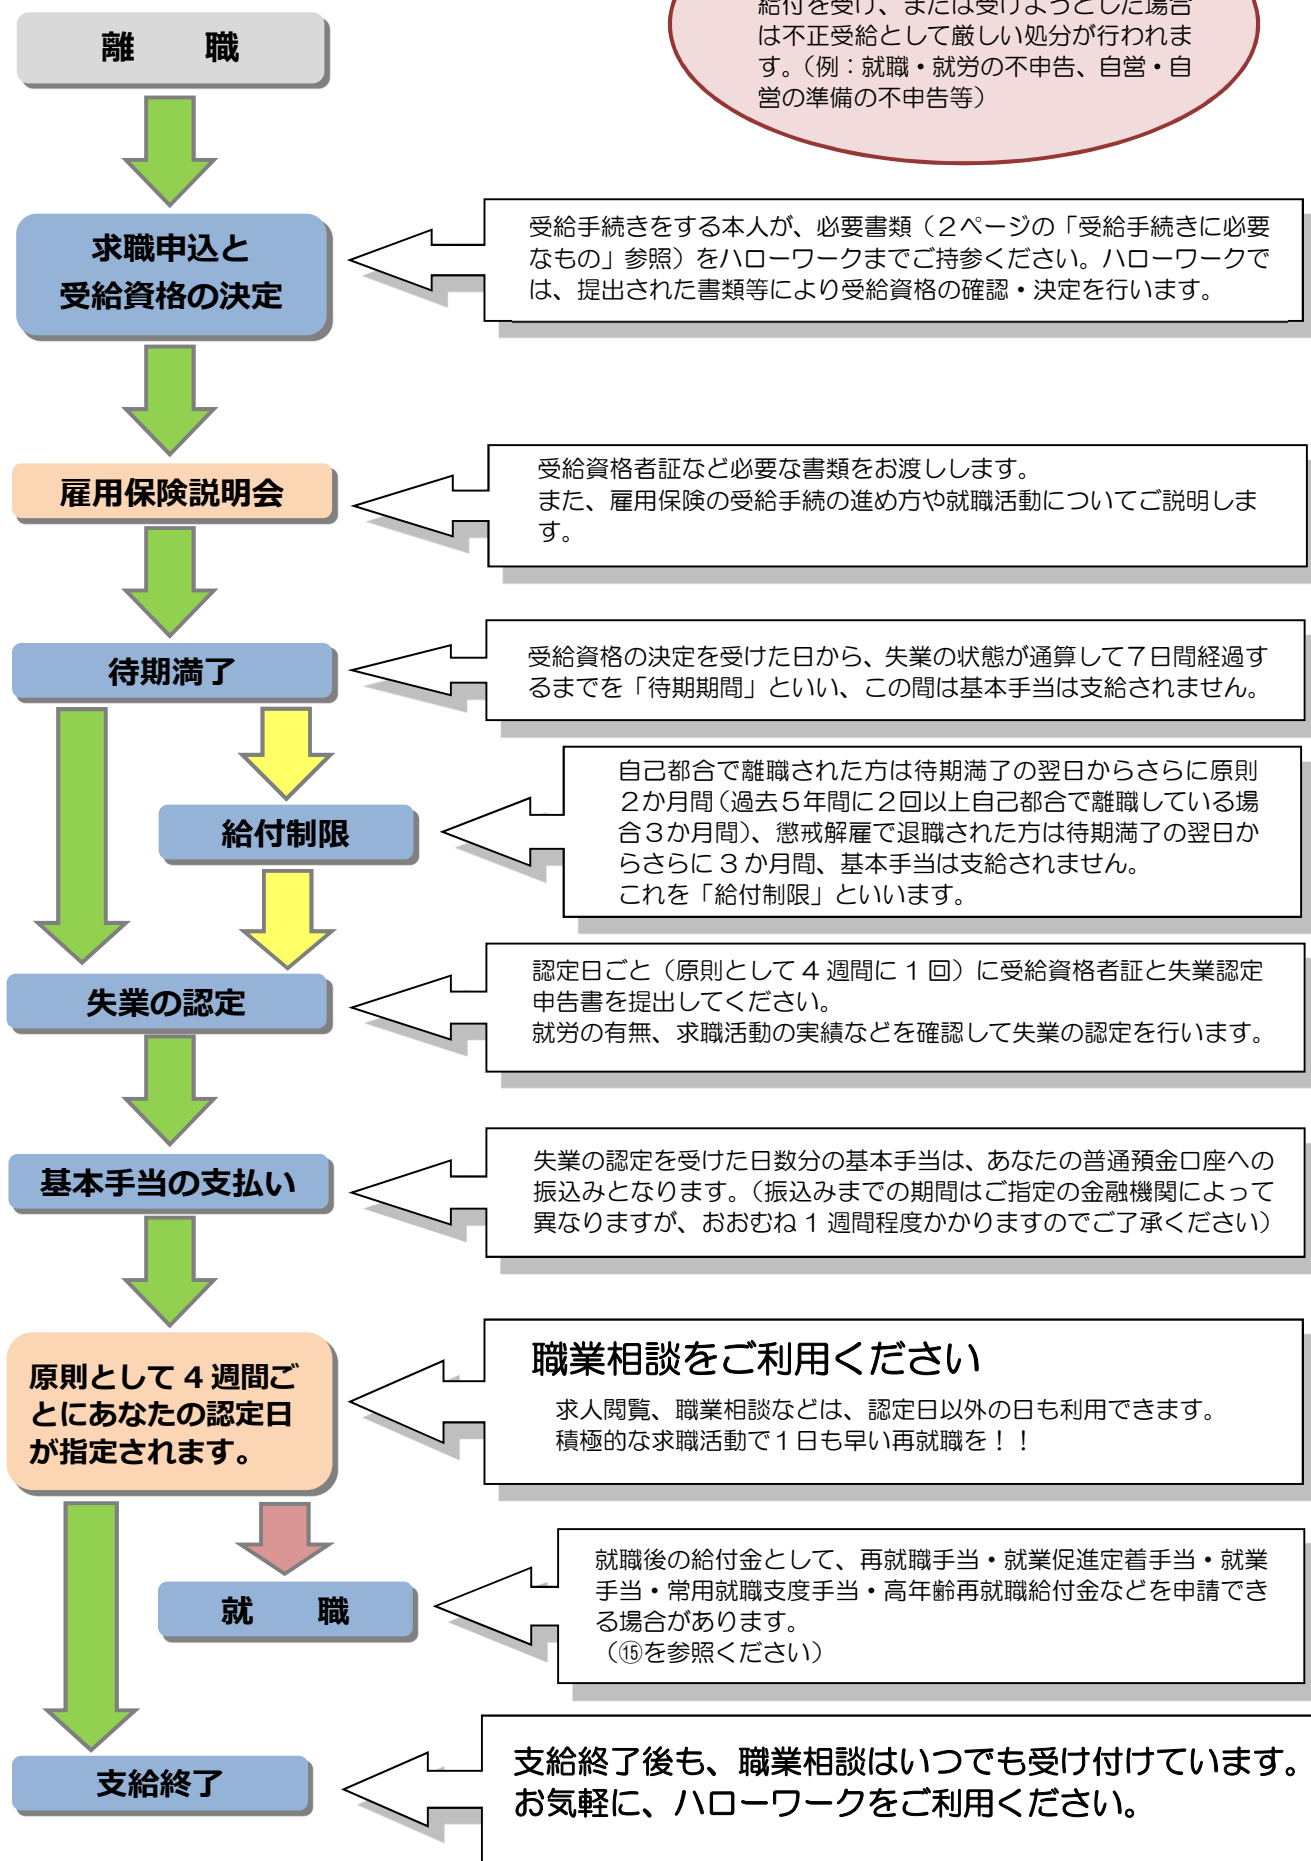 給付を受け、または受けようとした場合
は不正受給として厳しい処分が行われま
す。（例：就職・就労の不申告、自営・自
営の準備の不申告等）
離　職
求職申込と
受給資格の決定
受給手続きをする本人が、必要書類（２ページの「受給手続きに必要
なもの」参照）をハローワークまでご持参ください。ハローワークで
は、提出された書類等により受給資格の確認・決定を行います。
雇用保険説明会
受給資格者証など必要な書類をお渡しします。
また、雇用保険の受給手続の進め方や就職活動についてご説明しま
す。
待期満了
受給資格の決定を受けた日から、失業の状態が通算して７日間経過す
るまでを「待期期間」といい、この間は基本手当は支給されません。
給付制限
自己都合で離職された方は待期満了の翌日からさらに原則
２か月間（過去５年間に２回以上自己都合で離職している場
合３か月間）、懲戒解雇で退職された方は待期満了の翌日か
らさらに 3 か月間、基本手当は支給されません。
これを「給付制限」といいます。
失業の認定
認定日ごと（原則として 4 週間に 1 回）に受給資格者証と失業認定
申告書を提出してください。
就労の有無、求職活動の実績などを確認して失業の認定を行います。
基本手当の支払い
失業の認定を受けた日数分の基本手当は、あなたの普通預金口座への
振込みとなります。（振込みまでの期間はご指定の金融機関によって
異なりますが、おおむね 1 週間程度かかりますのでご了承ください）
原則として 4 週間ご
とにあなたの認定日
が指定されます。
職業相談をご利用ください
求人閲覧、職業相談などは、認定日以外の日も利用できます。
積極的な求職活動で１日も早い再就職を！！
就　職
就職後の給付金として、再就職手当・就業促進定着手当・就業
手当・常用就職支度手当・高年齢再就職給付金などを申請でき
る場合があります。
（⑮を参照ください）
支給終了
支給終了後も、職業相談はいつでも受け付けています。
お気軽に、ハローワークをご利用ください。